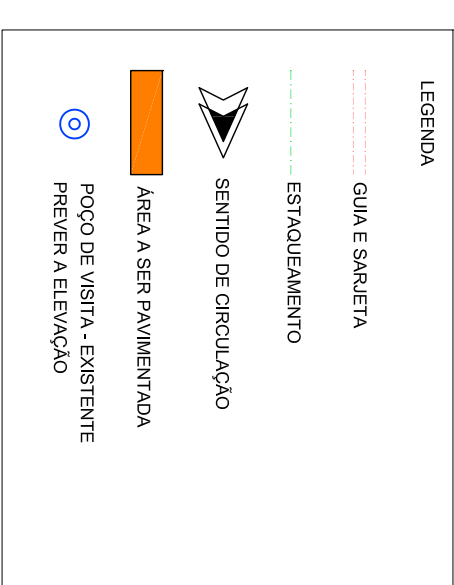 LEGENDA
GUIA E SARJETA
ESTAQUEAMENTO
SENTIDO DE CIRCULAÇÃO
ÁREA A SER PAVIMENTADA
POÇO DE VISITA - EXISTENTE
PREVER A ELEVAÇÃO